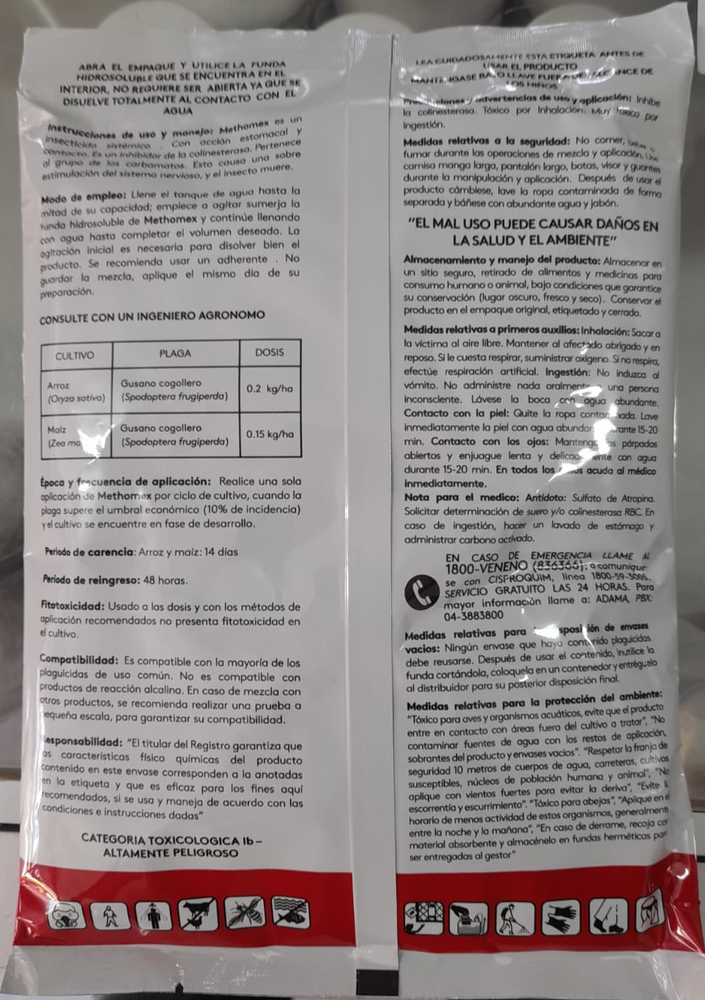 ABRA EL EMPAQUE Y UTILICE LA FUNDA
HIDROSOLUBLE QUE SE ENCUENTRA EN EL
INTERIOR, NO REQUIERE SER ABIERTA YA QUE SE
DISUELVE TOTALMENTE AL CONTACTO CON EL
AGUA
Instrucciones de uso y manejo: Methomex es un
insecticida sistémico . Con acción estomacal y
contacto. Es un inhibidor de la colinesterasa. Pertenece
al grupo de los carbamatos. Esto causa una sobre
estimulación del sistema nervioso, y el insecto muere.
Modo de empleo: Llene el tanque de agua hasta la
mitad de su capacidad; empiece a agitar sumerja la
funda hidrosoluble de Methomex y continúe llenando
con agua hasta completar el volumen deseado. La
agitación inicial es necesaria para disolver bien el
producto. Se recomienda usar un adherente . No
guardar la mezcla, aplique el mismo día de su
preparación.
CONSULTE CON UN INGENIERO AGRONOMO
CULTIVO PLAGA DOSIS
Arroz Gusano cogollero
(Oryza sativa) (Spodoptera frugiperda) 0.2 kg/ha
Maíz Gusano cogollero
(Zea (Spodoptera frugiperda) 0.15 kg/ha
Época y frecuencia de aplicación: Realice una sola
aplicación de Methomex por ciclo de cultivo, cuando la
plaga supere el umbral económico (10% de incidencia)
y el cultivo se encuentre en fase de desarrollo.
Período de carencia: Arroz y maíz: 14 días
Período de reingreso: 48 horas.
Fitotoxicidad: Usado a las dosis y con los métodos de
aplicación recomendados no presenta fitotoxicidad en
el cultivo.
Compatibilidad: Es compatible con la mayoría de los
plaguicidas de uso común. No es compatible con
productos de reacción alcalina. En caso de mezcla con
otros productos, se recomienda realizar una prueba a
pequeña escala, para garantizar su compatibilidad.
Responsabilidad: "El titular del Registro garantiza que
las características físico químicas del producto
contenido en este envase corresponden a la anotadas
en la etiqueta y que es eficaz para los fines aquí
recomendados, si se usa y maneja de acuerdo con las
condiciones e instrucciones dadas"
CATEGORIA TOXICOLOGICA Ib –
ALTAMENTE PELIGROSO
LEA CUIDADOSAMENTE ESTA ETIQUETA ANTES DE
USAR EL PRODUCTO
MANTENGASE BAJO LLAVE FUERA DEL ALCANCE DE
LOS NIÑOS
Precauciones y advertencias de uso y aplicación: Inhibe
la colinesterasa. Tóxico por Inhalación. Muy tóxico por
Ingestión.
Medidas relativas a la seguridad: No comer,
fumar durante las operaciones de mezcla y aplicación. Use
camisa manga larga, pantalón largo, botas, visor y guantes
durante la manipulación y aplicación. Después de usar el
producto cámbiese, lave la ropa contaminada de forma
separada y báñese con abundante agua y jabón.
"EL MAL USO PUEDE CAUSAR DAÑOS EN
LA SALUD Y EL AMBIENTE"
Almacenamiento y manejo del producto: Almacenar en
un sitio seguro, retirado de alimentos y medicinas para
consumo humano o animal, bajo condiciones que garantice
su conservación (lugar oscuro, fresco y seco). Conservar el
producto en el empaque original, etiquetado y cerrado.
Medidas relativas a primeros auxilios: Inhalación: Sacar a
la víctima al aire libre. Mantener al afectado abrigado y en
reposo. Si le cuesta respirar, suministrar oxígeno. Si no respira,
efectúe respiración artificial. Ingestión: No induzca al
vómito. No administre nada oralmente a una persona
inconsciente. Lávese la boca con agua abundante.
Contacto con la piel: Quite la ropa contaminada. Lave
inmediatamente la piel con agua abundante durante 15-20
min. Contacto con los ojos: Mantenga los párpados
abiertos y enjuague lenta y delicadamente con agua
durante 15-20 min. En todos los casos acuda al médico
inmediatamente.
Nota para el medico: Antídoto: Sulfato de Atropina.
Solicitar determinación de suero y/o colinesterasa RBC. En
caso de ingestión, hacer un lavado de estómago y
administrar carbono activado.
EN CASO DE EMERGENCIA LLAME AL
1800-VENENO (836366); o comunique
se con CISPROQUIM, línea 1800-59-3005.
SERVICIO GRATUITO LAS 24 HORAS. Para
mayor información llame a: ADAMA, PBX:
04-3883800
Medidas relativas para disposición de envases
vacios: Ningún envase que haya contenido plaguicidas
debe reusarse. Después de usar el contenido, inutilice la
funda cortándola, coloquela en un contenedor y entréguelo
al distribuidor para su posterior disposición final.
Medidas relativas para la protección del ambiente:
"Tóxico para aves y organismos acuáticos, evite que el producto
entre en contacto con áreas fuera del cultivo a tratar", "No
contaminar fuentes de agua con los restos de aplicación,
sobrantes del producto y envases vacios". "Respetar la franja de
seguridad 10 metros de cuerpos de agua, carreteras, cultivos
susceptibles, núcleos de población humana y animal", "No
aplique con vientos fuertes para evitar la deriva", "Evite la
escorrentía y escurrimiento". "Tóxico para abejas", "Aplique en el
horario de menos actividad de estos organismos, generalmente
entre la noche y la mañana", "En caso de derrame, recoja con
material absorbente y almacénelo en fundas herméticas para
ser entregadas al gestor"